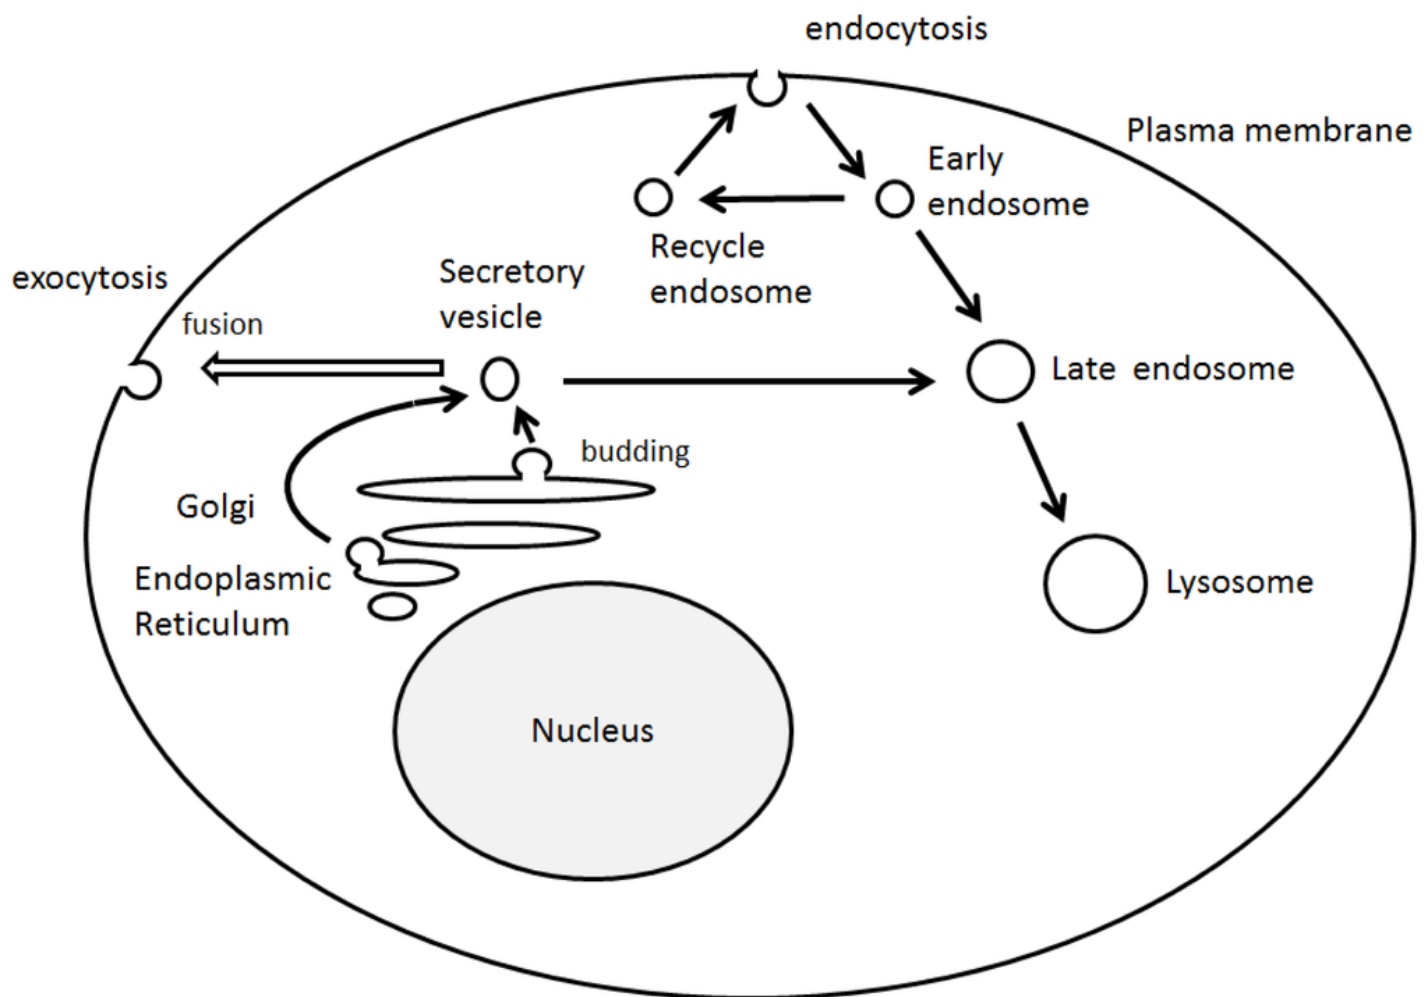 endocytosis
Plasma membrane
Early
endosome
Recycle
endosome
Secretory
vesicle
exocytosis
fusion
Late endosome
budding
Golgi
Endoplasmic
Reticulum
Lysosome
Nucleus